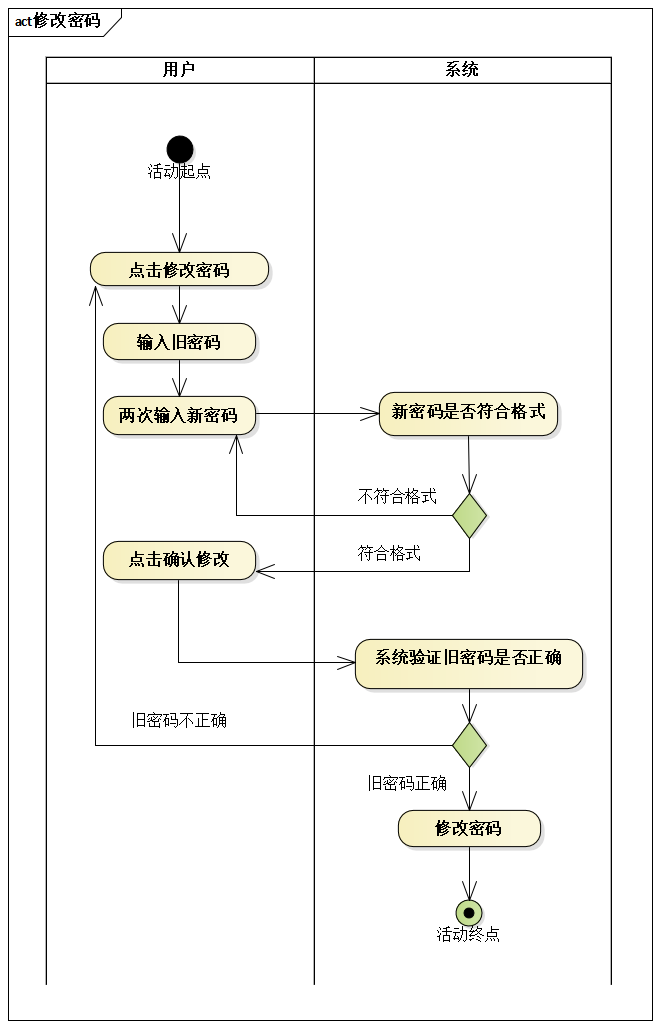 act修改密码
用户
系统
活动起点
点击修改密码
输入旧密码
两次输入新密码
新密码是否符合格式
不符合格式
符合格式
点击确认修改
系统验证旧密码是否正确
旧密码不正确
旧密码正确
修改密码
活动终点